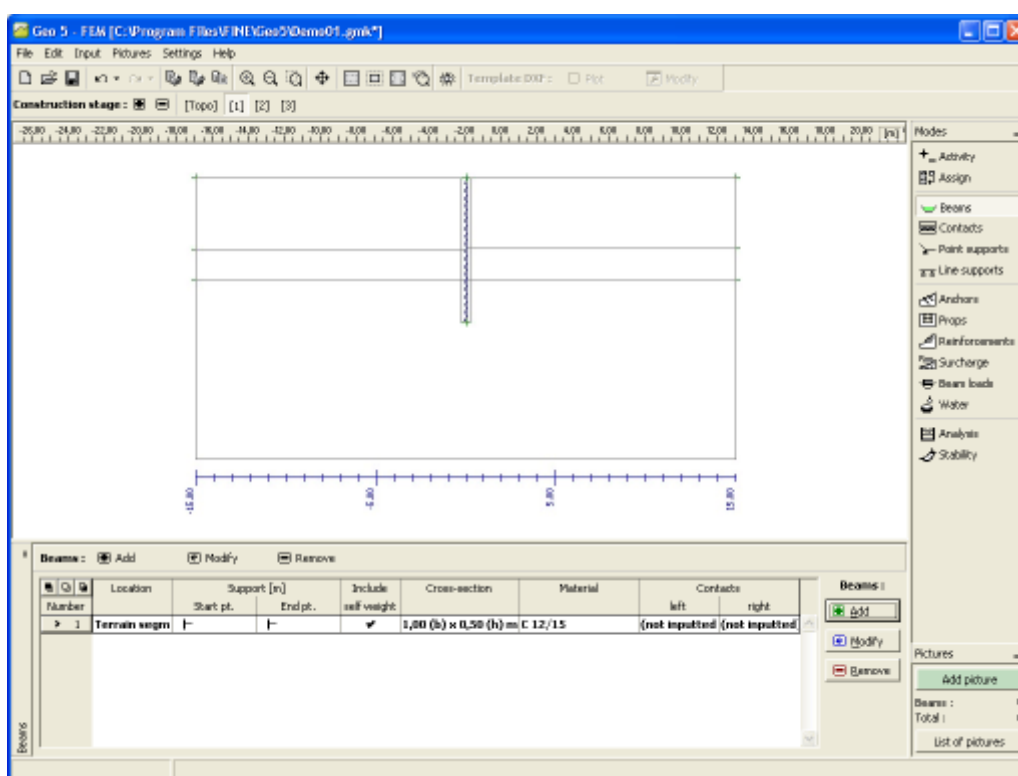 Geo 5 - FEM [C:\Program Files\FINE\Geo5\Demo01.gmk*]
File Edit Input Pictures Settings Help
Template DXF: Plot Modify
Construction stage: [Topo] [1] [2] [3]
[m]
Modes
Activity
Assign
Beams
Contacts
Point supports
Line supports
Anchors
Props
Reinforcements
Surcharge
Beam loads
Water
Analysis
Stability
-15,00 -5,00 5,00 15,00
Beams: Add Modify Remove
Location Support [m] Include Cross-section Material Contacts
Number Start pt. End pt. self weight left right
> 1 Terrain segm 1,00 (b) x 0,50 (h) m C 12/15 (not inputted (not inputted
Beams:
Add
Modify
Remove
Beams
Pictures
Add picture
Beams:
Total:
List of pictures